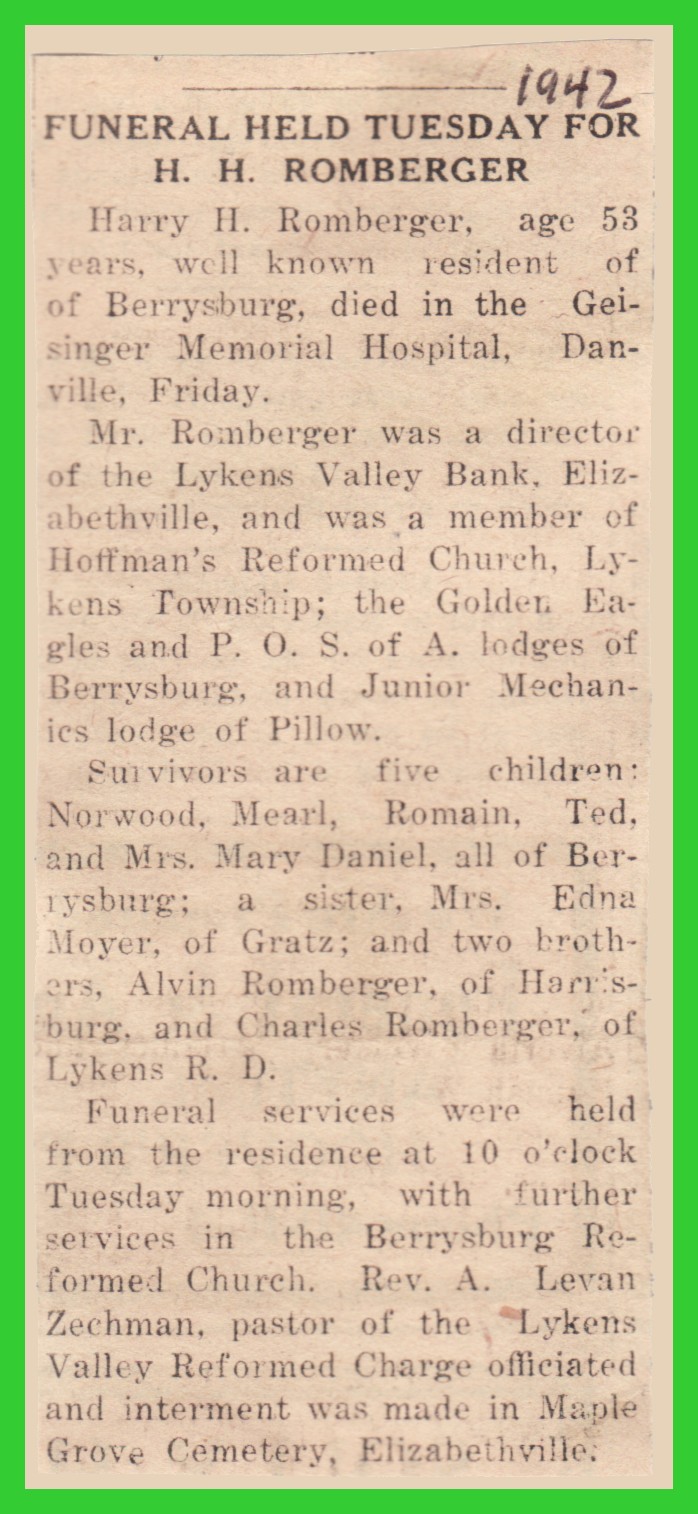 1942
FUNERAL HELD TUESDAY FOR
H. H. ROMBERGER
Harry H. Romberger, age 53
years, well known resident of
of Berrysburg, died in the Gei-
singer Memorial Hospital, Dan-
ville, Friday.
Mr. Romberger was a director
of the Lykens Valley Bank, Eliz-
abethville, and was a member of
Hoffman's Reformed Church, Ly-
kens Township; the Golden Ea-
gles and P. O. S. of A. lodges of
Berrysburg, and Junior Mechan-
ics lodge of Pillow.
Survivors are five children:
Norwood, Mearl, Romain, Ted,
and Mrs. Mary Daniel, all of Ber-
rysburg; a sister, Mrs. Edna
Moyer, of Gratz; and two broth-
ers, Alvin Romberger, of Harris-
burg, and Charles Romberger, of
Lykens R. D.
Funeral services were held
from the residence at 10 o'clock
Tuesday morning, with further
services in the Berrysburg Re-
formed Church. Rev. A. Levan
Zechman, pastor of the Lykens
Valley Reformed Charge officiated
and interment was made in Maple
Grove Cemetery, Elizabethville.